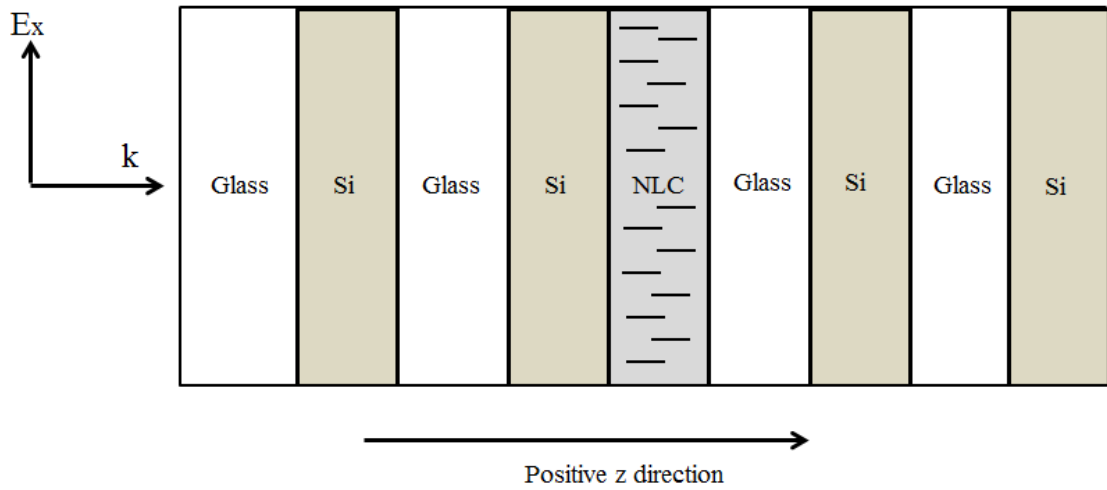 Ex
k
Glass
Si
Glass
Si
NLC
Glass
Si
Glass
Si
Positive z direction